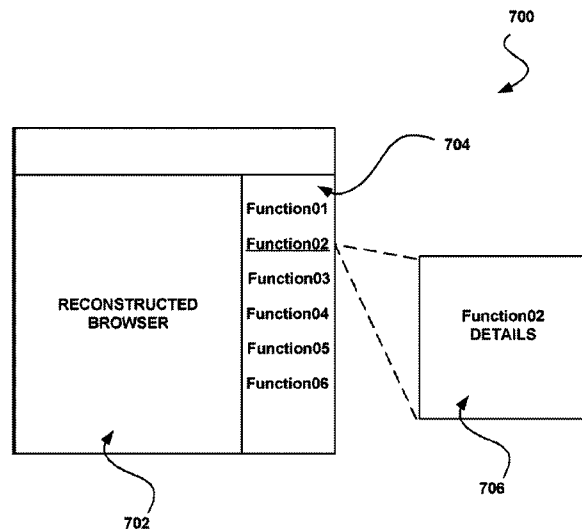 700
704
Function01
Function02
Function03
Function04
Function05
Function06
RECONSTRUCTED
BROWSER
Function02
DETAILS
702
706